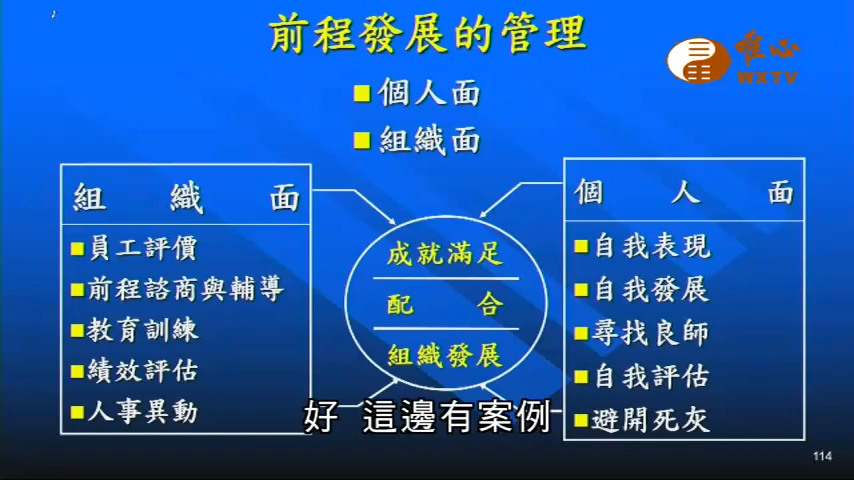 前程發展的管理
唯心
WXTV
個人面
組織面
組織面
員工評價
前程諮商與輔導
教育訓練
績效評估
人事異動
成就滿足
配合
組織發展
個人面
自我表現
自我發展
尋找良師
自我評估
避開死灰
好 這邊有案例
114